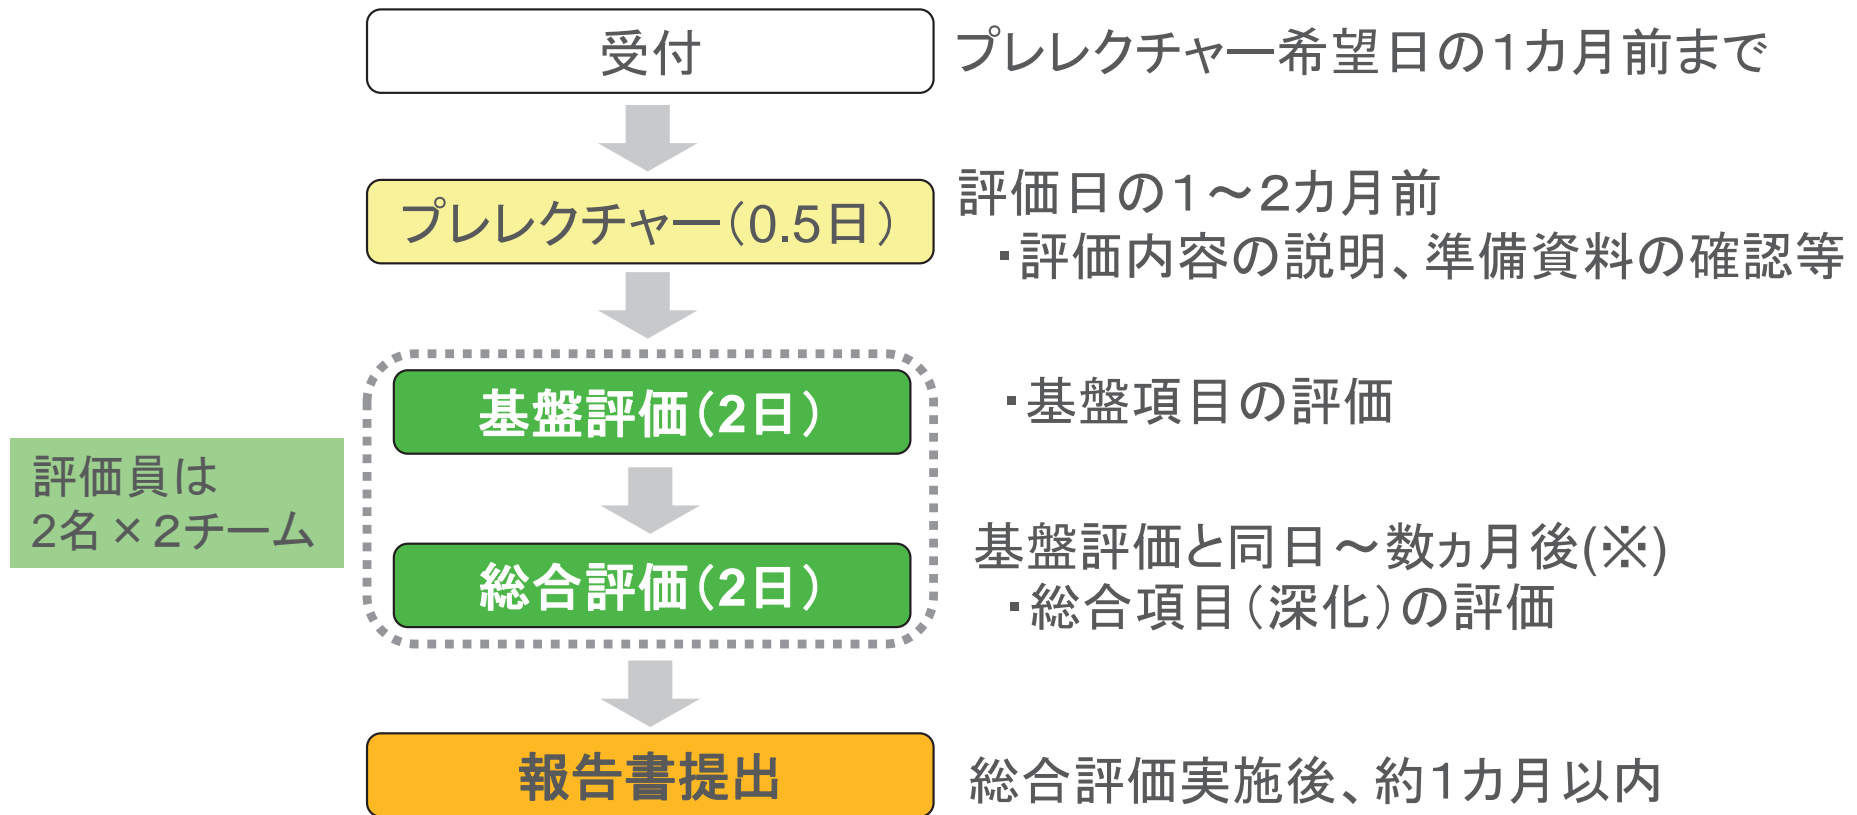 受付
プレレクチャー希望日の1カ月前まで
プレレクチャー(0.5日)
評価日の1～2カ月前
・評価内容の説明、準備資料の確認等
基盤評価(2日)
・基盤項目の評価
評価員は
2名×2チーム
総合評価(2日)
基盤評価と同日～数ヵ月後(※)
・総合項目(深化)の評価
報告書提出
総合評価実施後、約1カ月以内